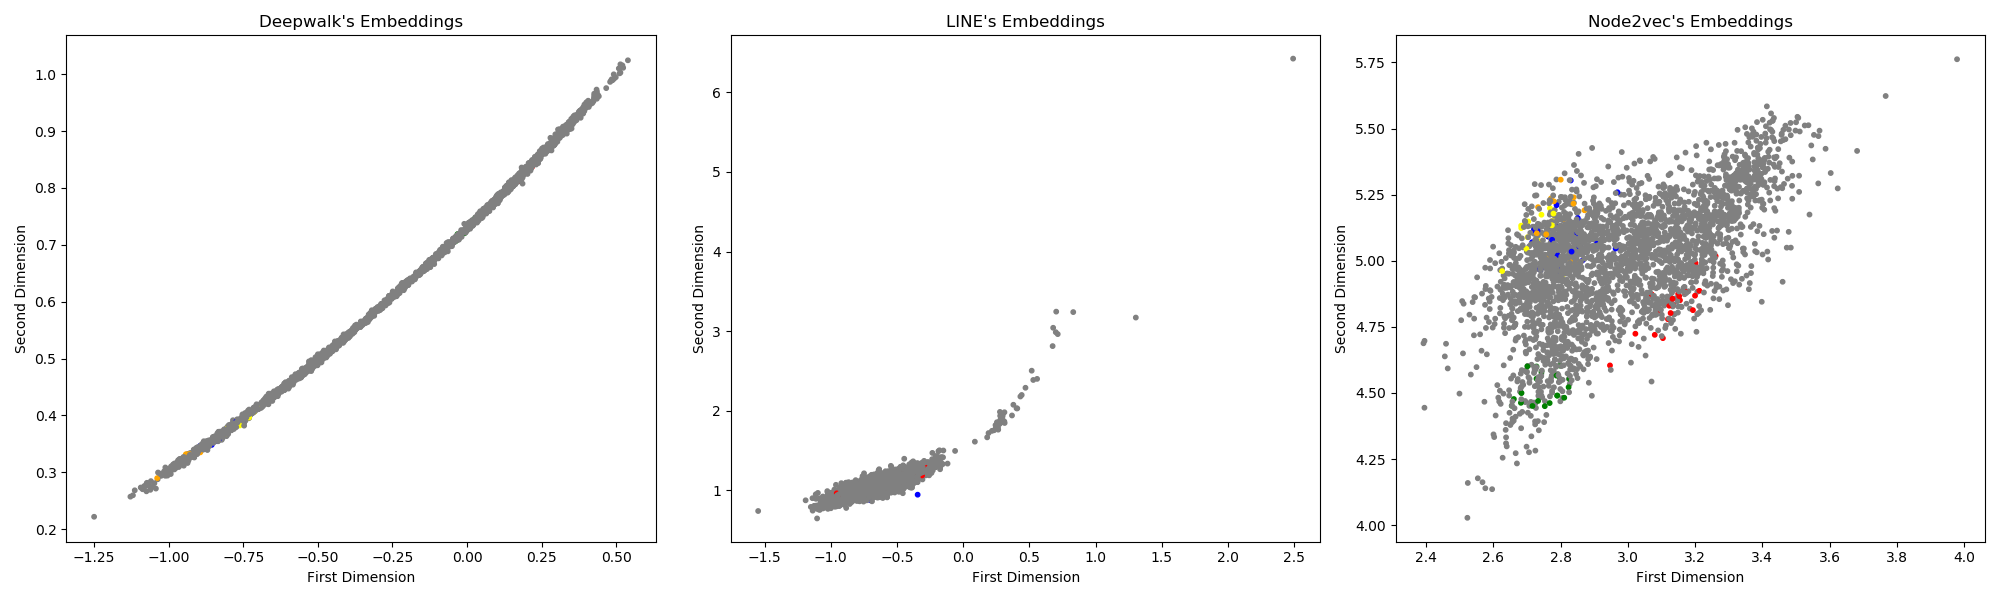 Deepwalk's Embeddings
Second Dimension
1.0
0.9
0.8
0.7
0.6
0.5
0.4
0.3
0.2
−1.25 −1.00 −0.75 −0.50 −0.25 0.00 0.25 0.50
First Dimension
LINE's Embeddings
Second Dimension
6
5
4
3
2
1
−1.5 −1.0 −0.5 0.0 0.5 1.0 1.5 2.0 2.5
First Dimension
Node2vec's Embeddings
Second Dimension
5.75
5.50
5.25
5.00
4.75
4.50
4.25
4.00
2.4 2.6 2.8 3.0 3.2 3.4 3.6 3.8 4.0
First Dimension